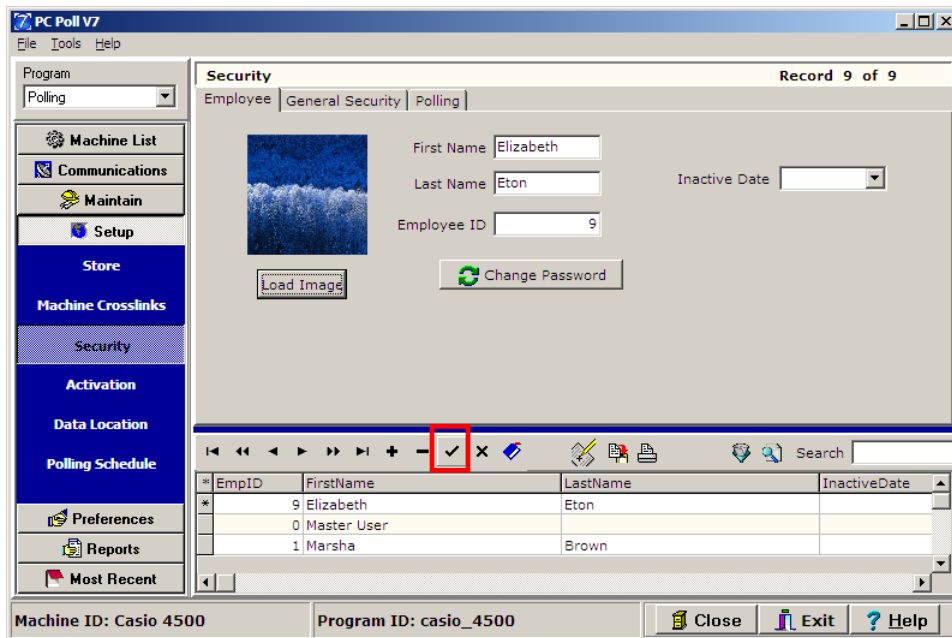 PC Poll V7
File Tools Help
Program
Polling
Machine List
Communications
Maintain
Setup
Store
Machine Crosslinks
Security
Activation
Data Location
Polling Schedule
Preferences
Reports
Most Recent
Security Record 9 of 9
Employee General Security Polling
First Name Elizabeth
Last Name Eton
Inactive Date
Employee ID 9
Load Image
Change Password
Search
* EmpID FirstName LastName InactiveDate
* 9 Elizabeth Eton
0 Master User
1 Marsha Brown
Machine ID: Casio 4500 Program ID: casio_4500 Close Exit ? Help